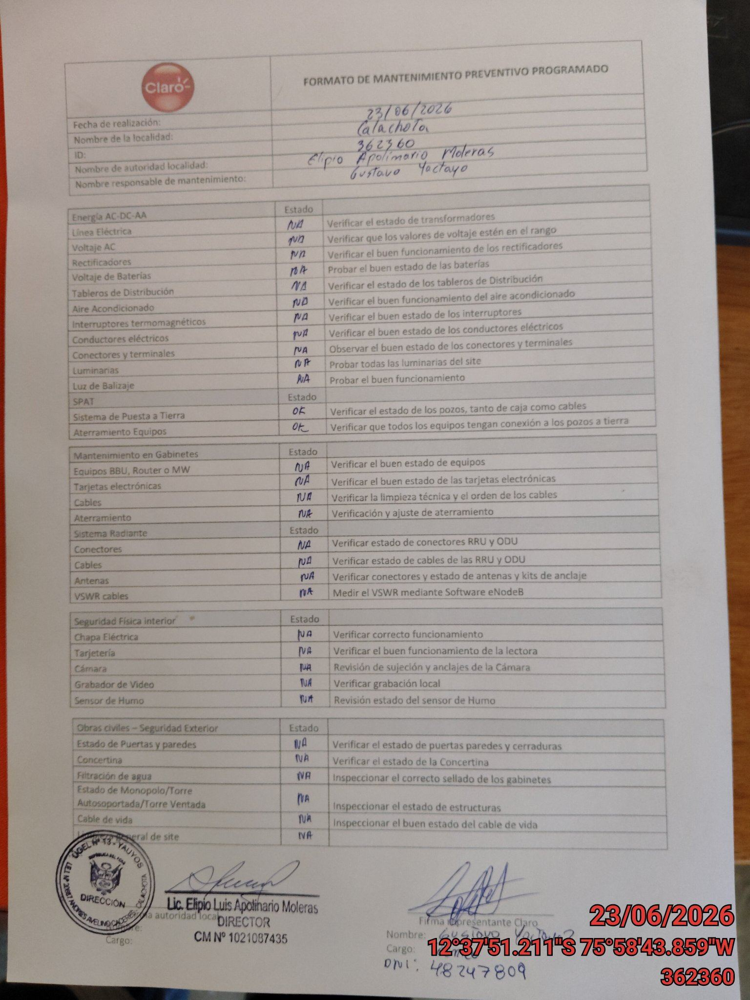 Claro
FORMATO DE MANTENIMIENTO PREVENTIVO PROGRAMADO
Fecha de realización: 23/06/2026
Nombre de la localidad: Calachota
ID: 362360
Nombre de autoridad localidad: Elipio Apolinario Moleras
Nombre responsable de mantenimiento: Gustavo Yactayo
Energía AC-DC-AA Estado
Línea Eléctrica NA Verificar el estado de transformadores
Voltaje AC NA Verificar que los valores de voltaje estén en el rango
Rectificadores NA Verificar el buen funcionamiento de los rectificadores
Voltaje de Baterías NA Probar el buen estado de las baterías
Tableros de Distribución NA Verificar el estado de los tableros de Distribución
Aire Acondicionado NA Verificar el buen funcionamiento del aire acondicionado
Interruptores termomagnéticos NA Verificar el buen estado de los interruptores
Conductores eléctricos NA Verificar el buen estado de los conductores eléctricos
Conectores y terminales NA Observar el buen estado de los conectores y terminales
Luminarias NA Probar todas las luminarias del site
Luz de Balizaje NA Probar el buen funcionamiento
SPAT Estado
Sistema de Puesta a Tierra OK Verificar el estado de los pozos, tanto de caja como cables
Aterramiento Equipos OK Verificar que todos los equipos tengan conexión a los pozos a tierra
Mantenimiento en Gabinetes Estado
Equipos BBU, Router o MW NA Verificar el buen estado de equipos
Tarjetas electrónicas NA Verificar el buen estado de las tarjetas electrónicas
Cables NA Verificar la limpieza técnica y el orden de los cables
Aterramiento NA Verificación y ajuste de aterramiento
Sistema Radiante Estado
Conectores NA Verificar estado de conectores RRU y ODU
Cables NA Verificar estado de cables de las RRU y ODU
Antenas NA Verificar conectores y estado de antenas y kits de anclaje
VSWR cables NA Medir el VSWR mediante Software eNodeB
Seguridad Física interior Estado
Chapa Eléctrica NA Verificar correcto funcionamiento
Tarjetería NA Verificar el buen funcionamiento de la lectora
Cámara NA Revisión de sujeción y anclajes de la Cámara
Grabador de Video NA Verificar grabación local
Sensor de Humo NA Revisión estado del sensor de Humo
Obras civiles – Seguridad Exterior Estado
Estado de Puertas y paredes NA Verificar el estado de puertas paredes y cerraduras
Concertina NA Verificar el estado de la Concertina
Filtración de agua NA Inspeccionar el correcto sellado de los gabinetes
Estado de Monopolo/Torre
Autosoportada/Torre Ventada NA Inspeccionar el estado de estructuras
Cable de vida NA Inspeccionar el buen estado del cable de vida
general de site NA
UGEL Nº 13 - YAUYOS
REPUBLICA DEL PERU
DIRECCIÓN
ANDRES AVELINO CACERES CALACHOTA
Lic. Elipio Luis Apolinario Moleras
autoridad local
DIRECTOR
CM Nº 1021087435
Cargo:
Firma representante Claro
Nombre: Gustavo
Cargo:
DNI: 48247809
23/06/2026
12°37'51.211"S 75°58'43.859"W
362360